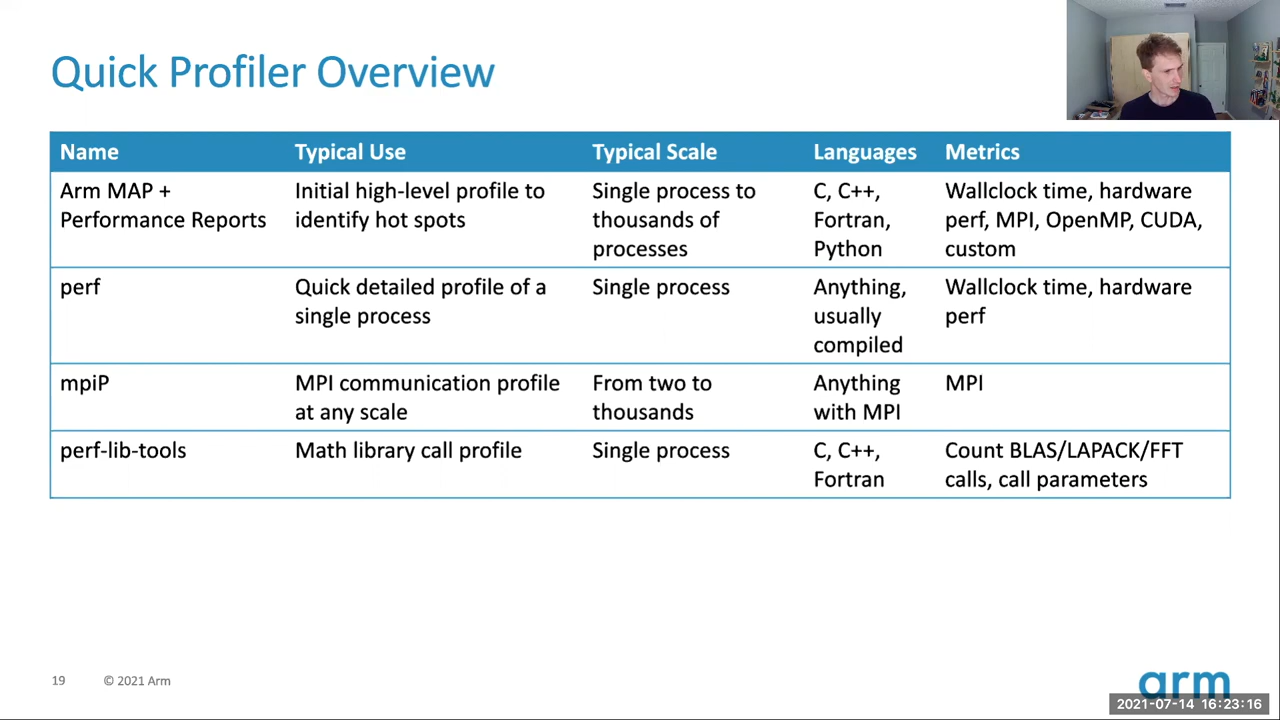 Quick Profiler Overview
Name Typical Use Typical Scale Languages Metrics
Arm MAP + Initial high-level profile to Single process to C, C++, Wallclock time, hardware
Performance Reports identify hot spots thousands of Fortran, perf, MPI, OpenMP, CUDA,
processes Python custom
perf Quick detailed profile of a Single process Anything, Wallclock time, hardware
single process usually perf
compiled
mpiP MPI communication profile From two to Anything MPI
at any scale thousands with MPI
perf-lib-tools Math library call profile Single process C, C++, Count BLAS/LAPACK/FFT
Fortran calls, call parameters
19 © 2021 Arm
arm
2021-07-14 16:23:16